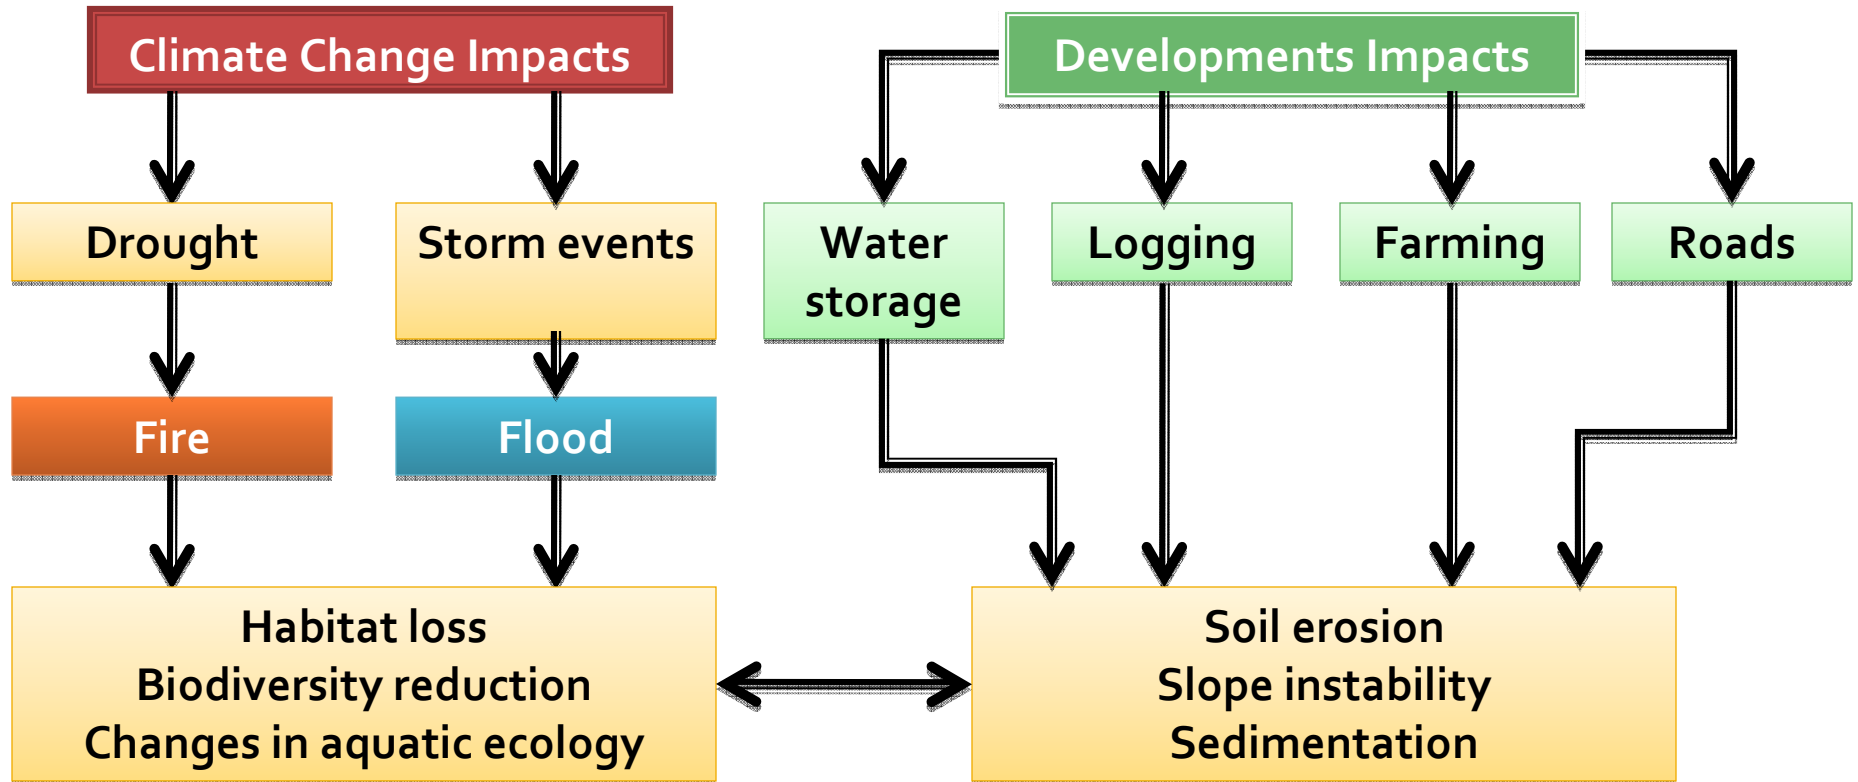 Climate Change Impacts
Developments Impacts
Drought
Storm events
Water
storage
Logging
Farming
Roads
Fire
Flood
Habitat loss
Biodiversity reduction
Changes in aquatic ecology
Soil erosion
Slope instability
Sedimentation